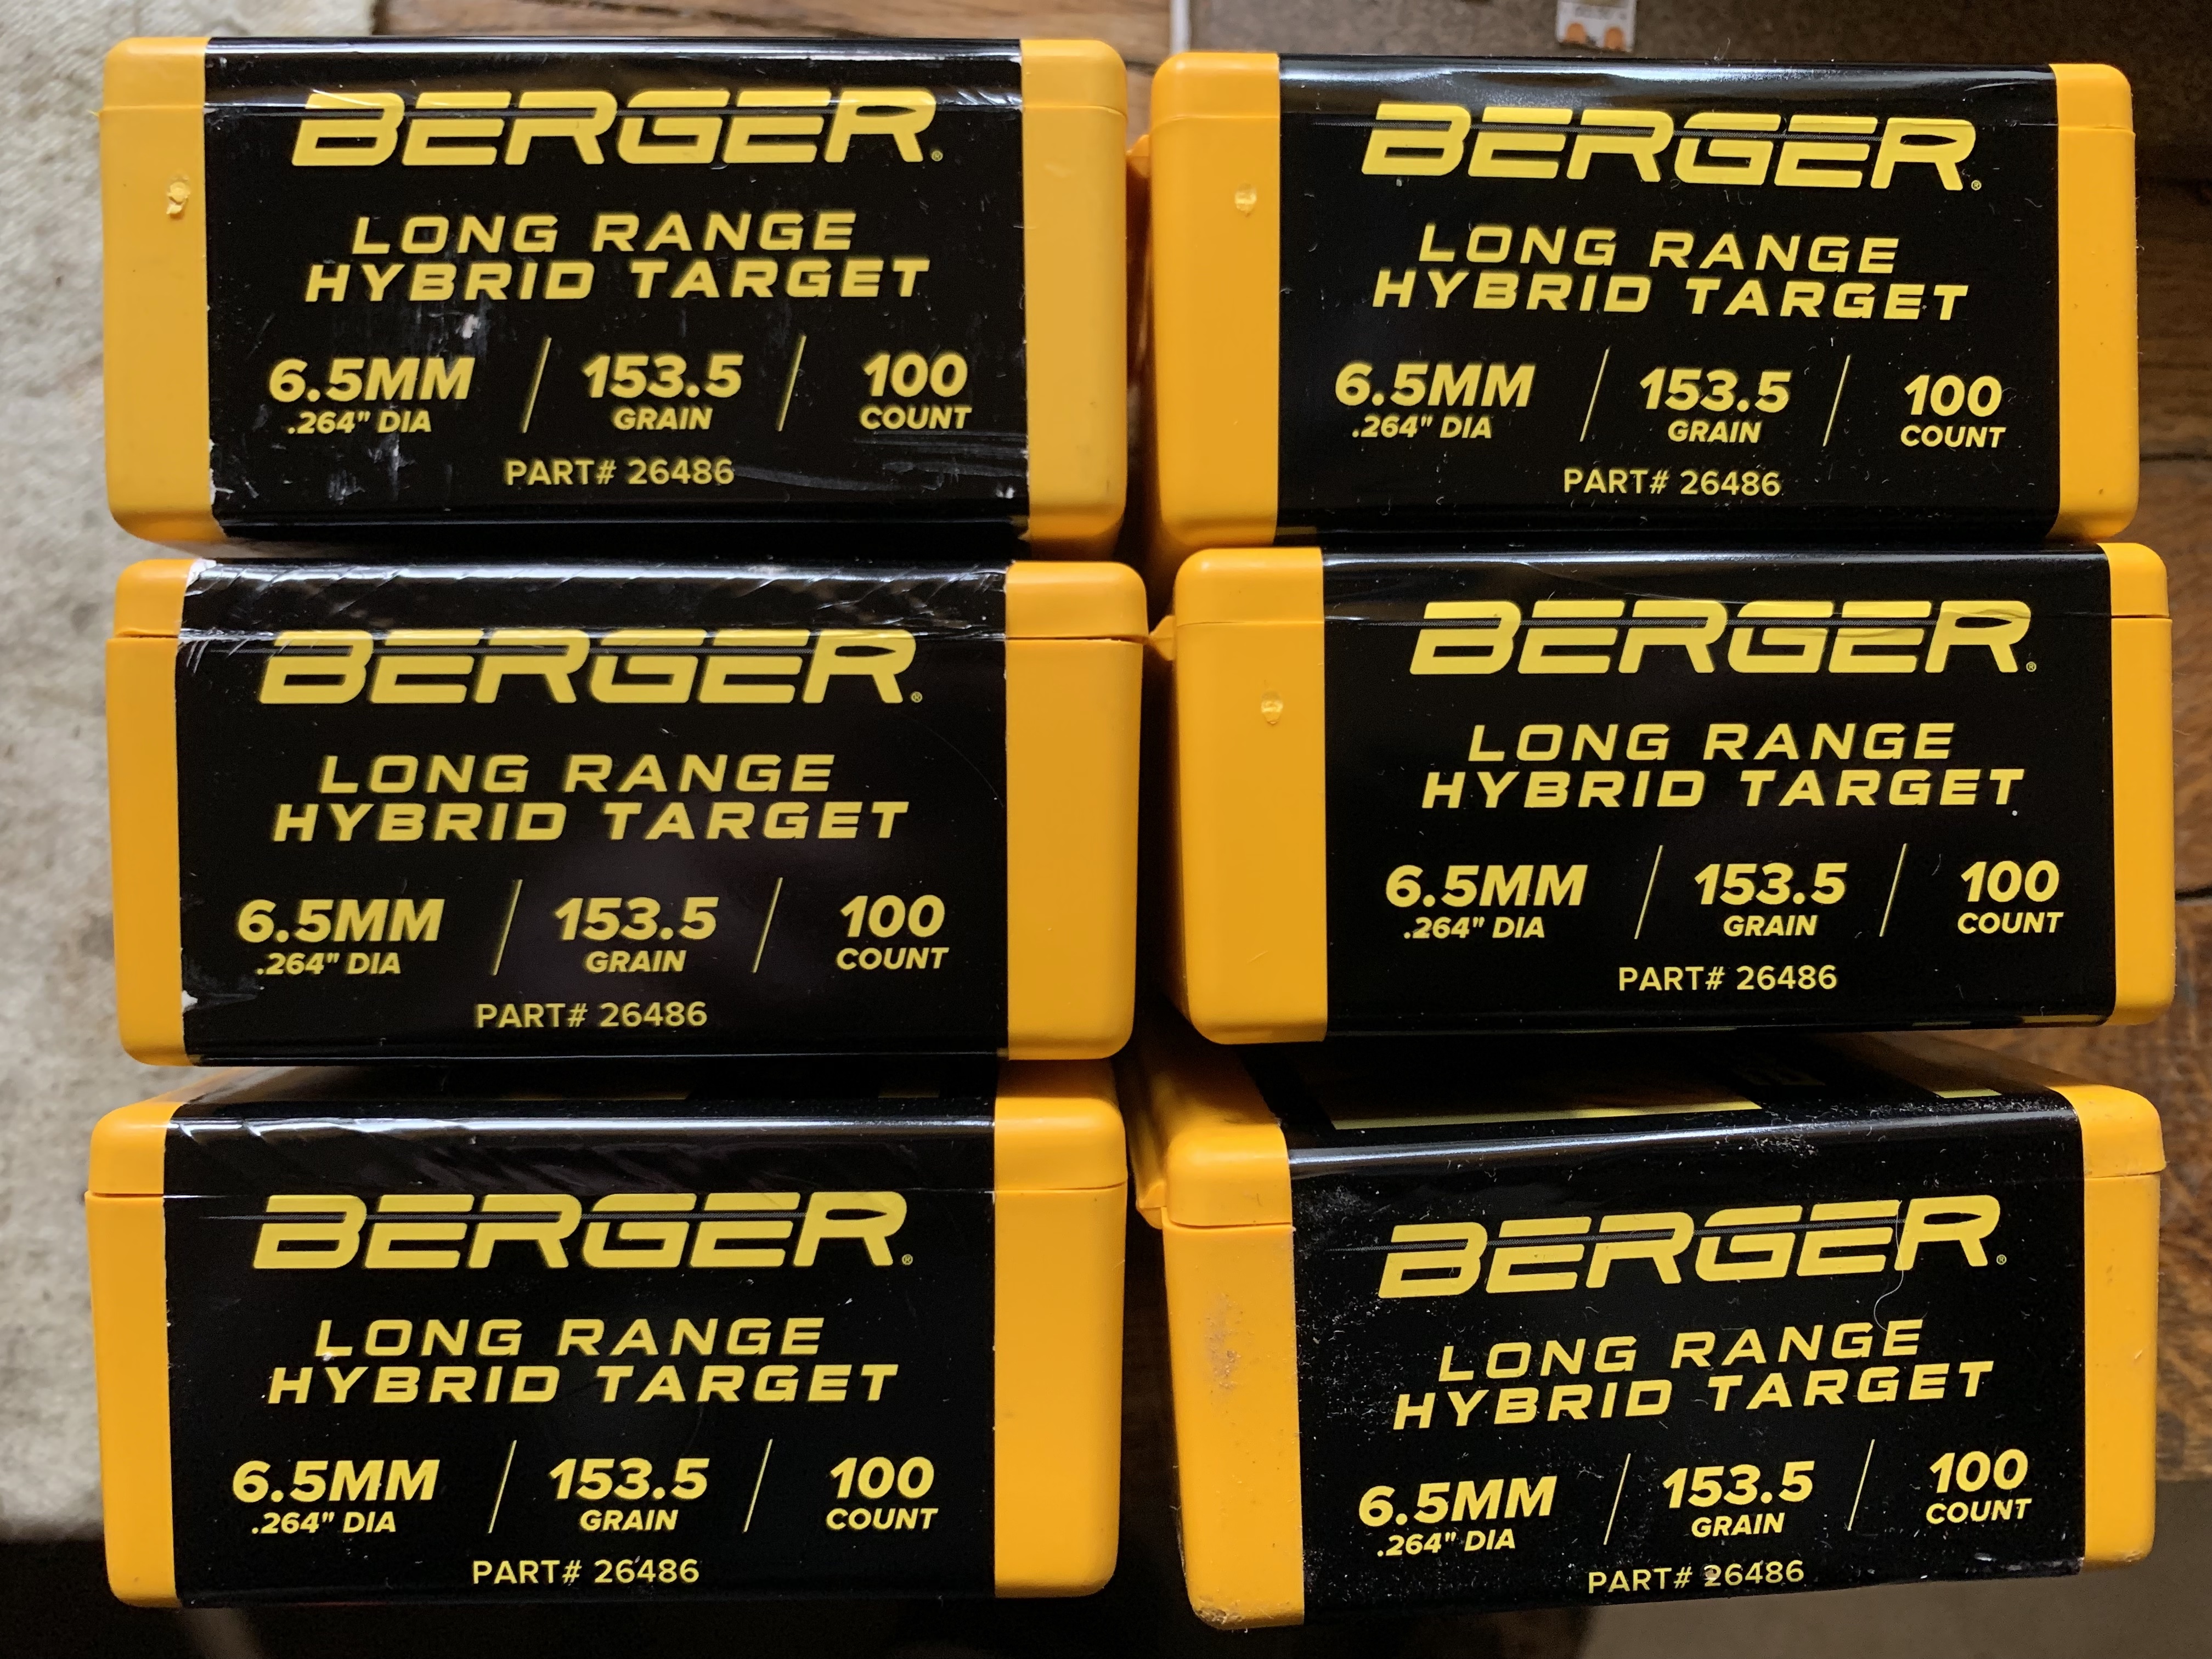 BERGER®
LONG RANGE
HYBRID TARGET
6.5MM / 153.5 / 100
.264" DIA GRAIN COUNT
PART# 26486
BERGER®
LONG RANGE
HYBRID TARGET
6.5MM / 153.5 / 100
.264" DIA GRAIN COUNT
PART# 26486
BERGER®
LONG RANGE
HYBRID TARGET
6.5MM / 153.5 / 100
.264" DIA GRAIN COUNT
PART# 26486
BERGER®
LONG RANGE
HYBRID TARGET
6.5MM / 153.5 / 100
.264" DIA GRAIN COUNT
PART# 26486
BERGER®
LONG RANGE
HYBRID TARGET
6.5MM / 153.5 / 100
.264" DIA GRAIN COUNT
PART# 26486
BERGER®
LONG RANGE
HYBRID TARGET
6.5MM / 153.5 / 100
.264" DIA GRAIN COUNT
PART# 26486